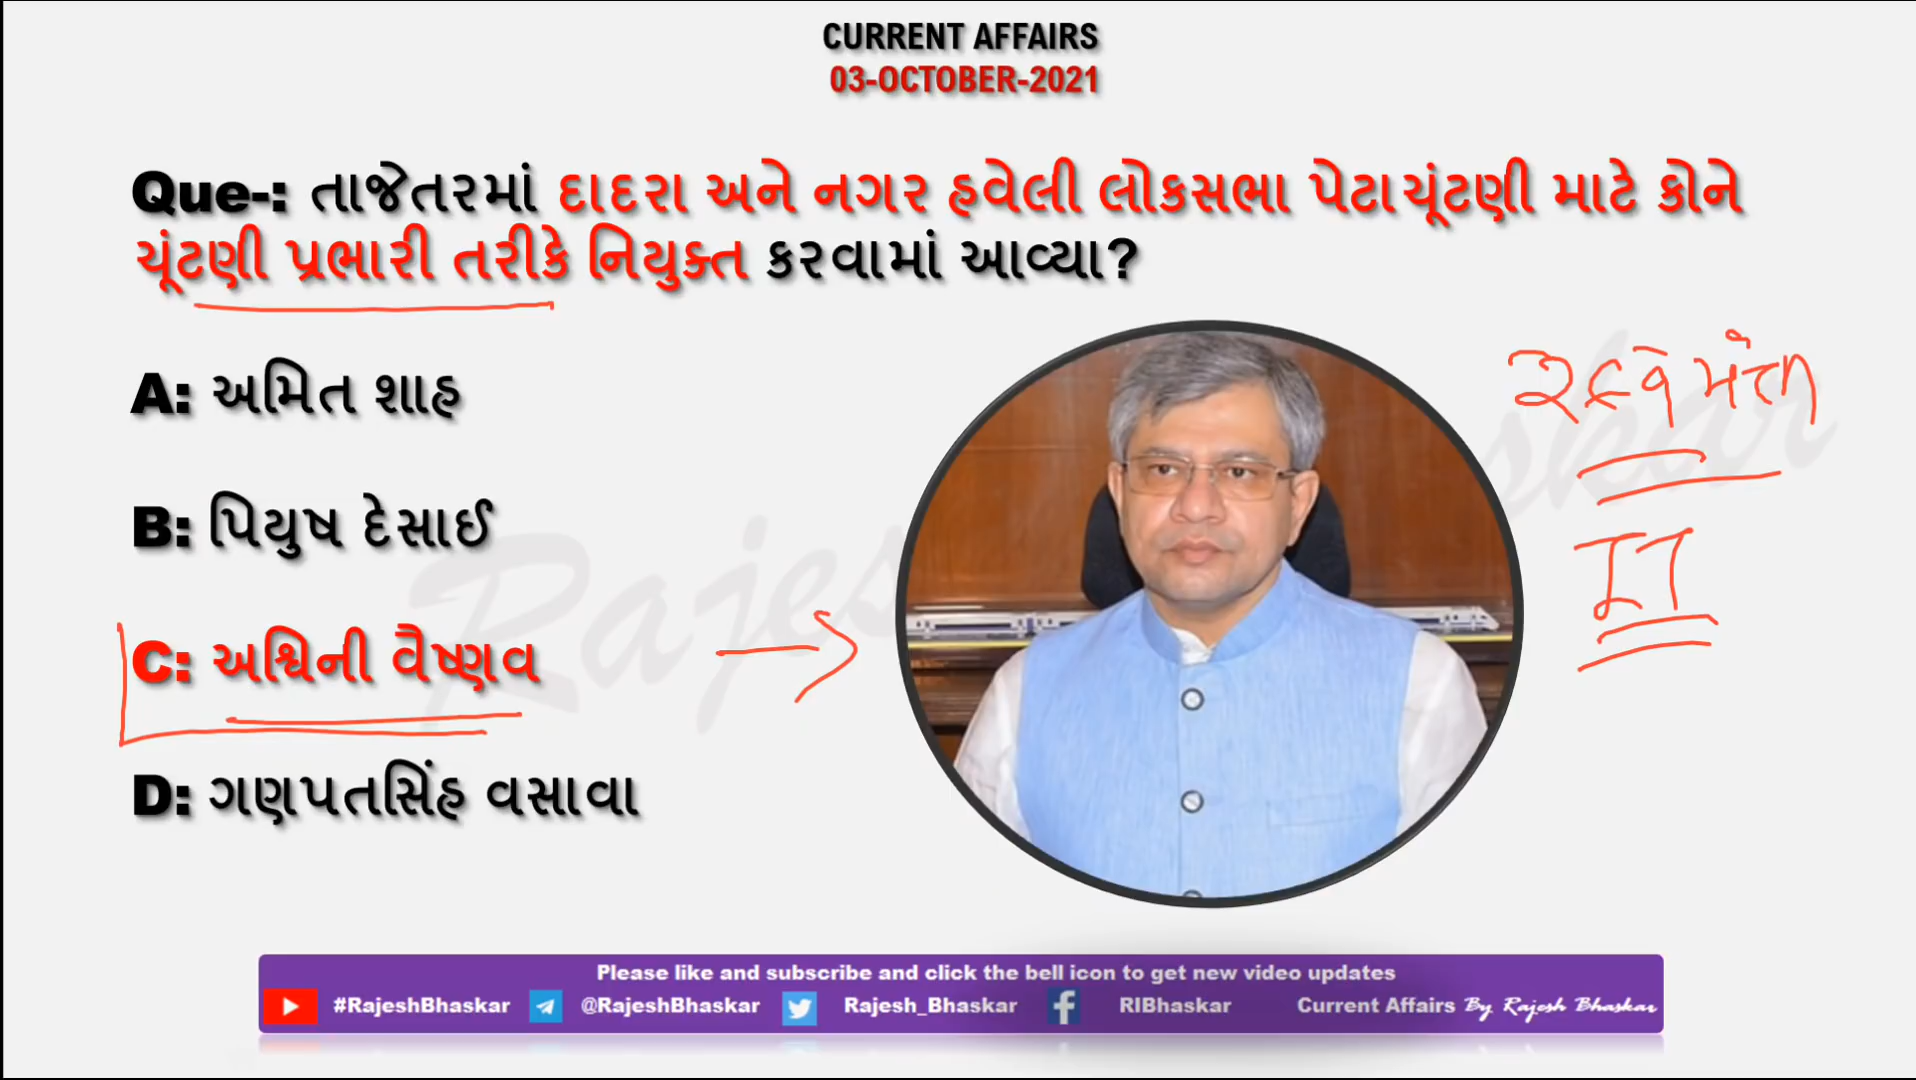 CURRENT AFFAIRS
03-OCTOBER-2021
Que-: તાજેતરમાં દાદરા અને નગર હવેલી લોકસભા પેટાચૂંટણી માટે કોને
ચૂંટણી પ્રભારી તરીકે નિયુક્ત કરવામાં આવ્યા?
A: અમિત શાહ
B: પિયુષ દેસાઈ
C: અશ્વિની વૈષ્ણવ
D: ગણપતસિંહ વસાવા
IT
Please like and subscribe and click the bell icon to get new video updates
#RajeshBhaskar @RajeshBhaskar Rajesh_Bhaskar RIBhaskar Current Affairs By Rajesh Bhaskar